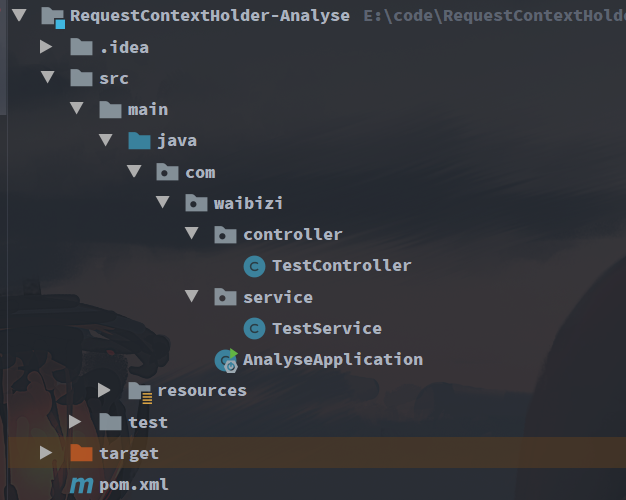 RequestContextHolder-Analyse E:\code\RequestContextHolde
.idea
src
main
java
com
waibizi
controller
C TestController
service
C TestService
AnalyseApplication
resources
test
target
m pom.xml